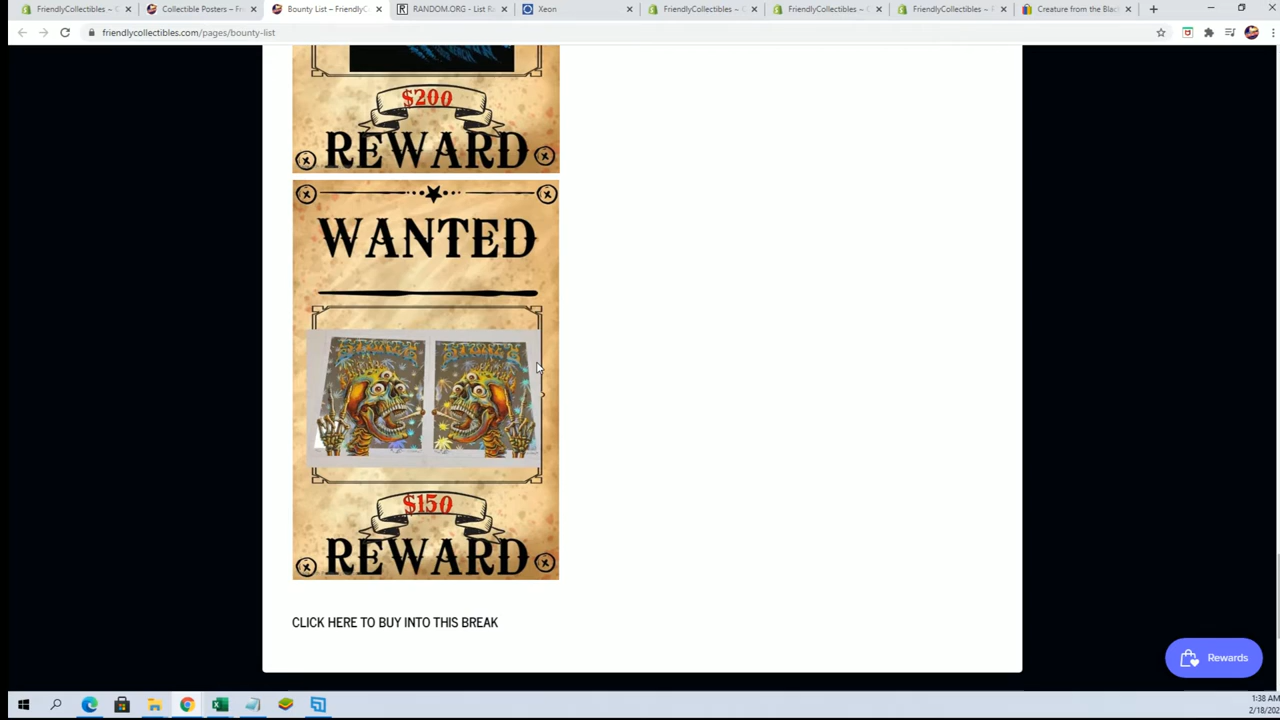 FriendlyCollectibles – C
Collectible Posters – Fr
Bounty List – FriendlyC
RANDOM.ORG - List R
Xeon
FriendlyCollectibles – C
FriendlyCollectibles – C
FriendlyCollectibles – A
Creature from the Blac
friendlycollectibles.com/pages/bounty-list
$200
REWARD
WANTED
$150
REWARD
CLICK HERE TO BUY INTO THIS BREAK
Rewards
1:38 AM
2/18/202